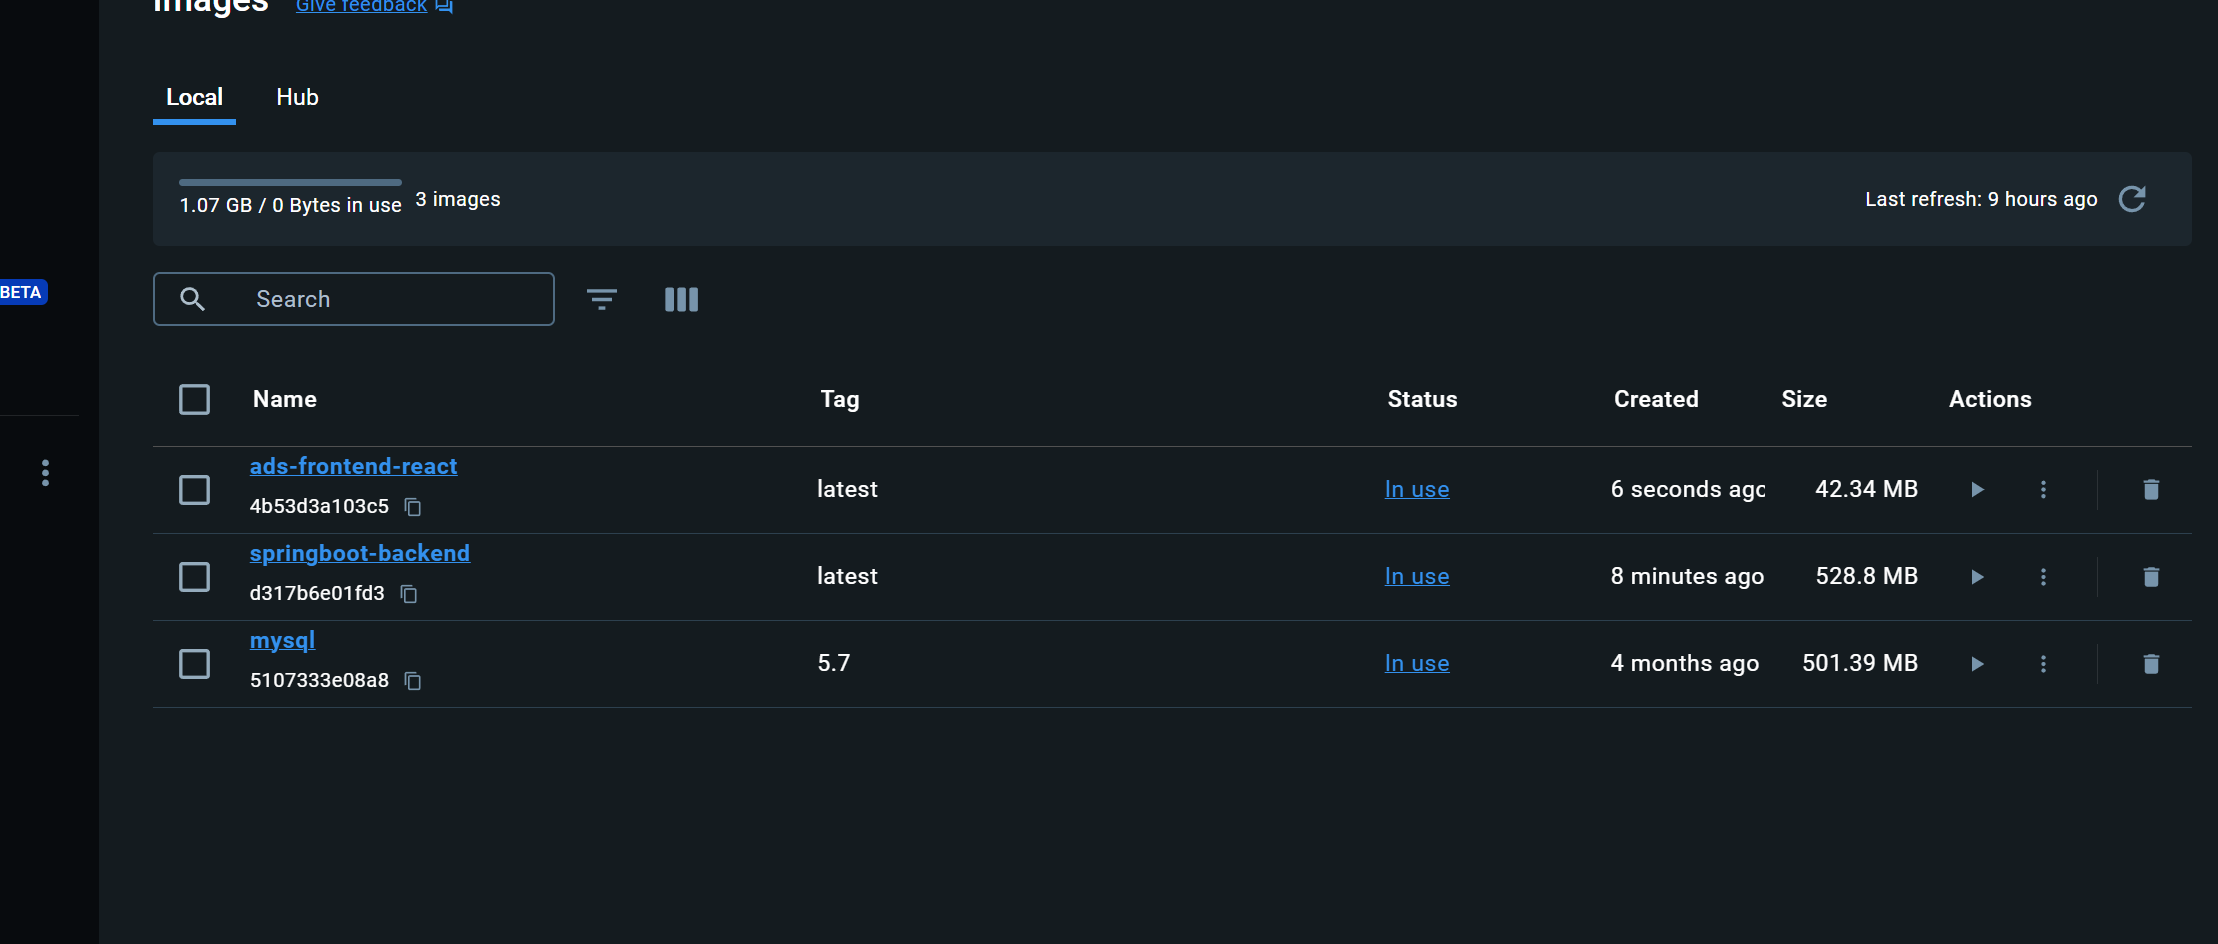 Images Give feedback
Local Hub
1.07 GB / 0 Bytes in use 3 images Last refresh: 9 hours ago
BETA
Search
Name Tag Status Created Size Actions
ads-frontend-react
4b53d3a103c5 latest In use 6 seconds ago 42.34 MB
springboot-backend
d317b6e01fd3 latest In use 8 minutes ago 528.8 MB
mysql
5107333e08a8 5.7 In use 4 months ago 501.39 MB